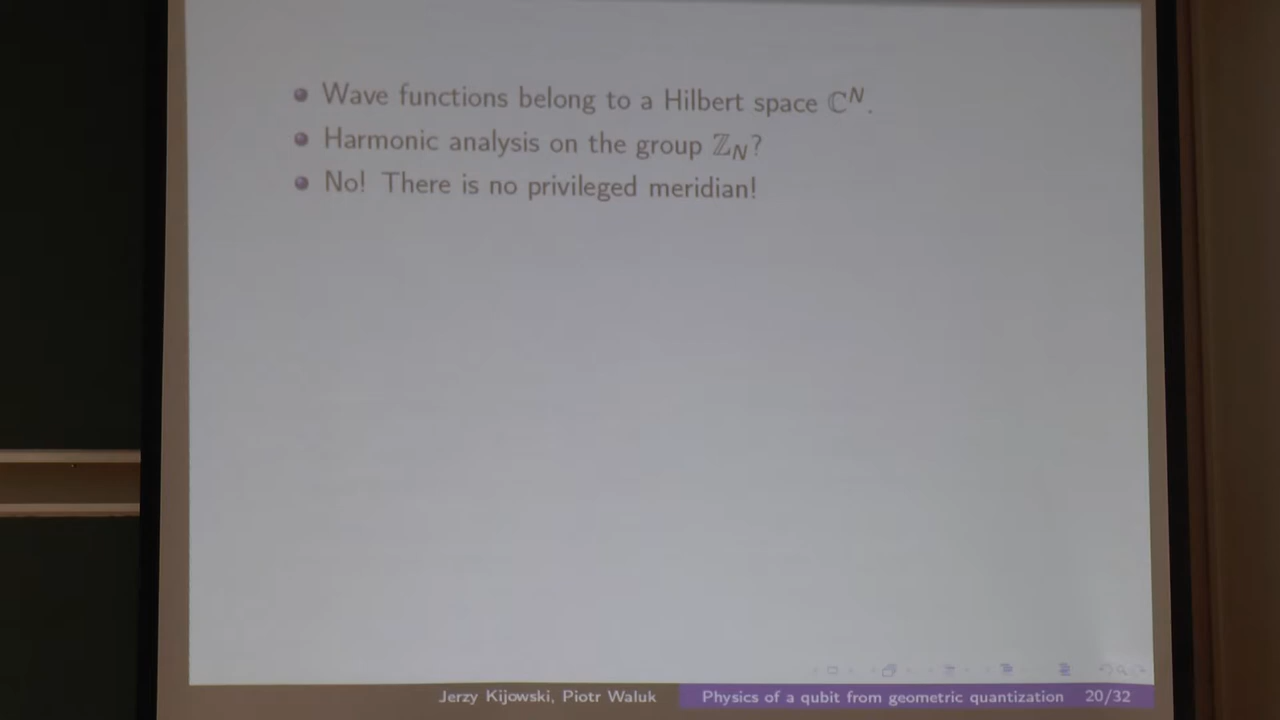 Wave functions belong to a Hilbert space ℂᴺ.
Harmonic analysis on the group ℤ_N?
No! There is no privileged meridian!
Jerzy Kijowski, Piotr Waluk Physics of a qubit from geometric quantization 20/32